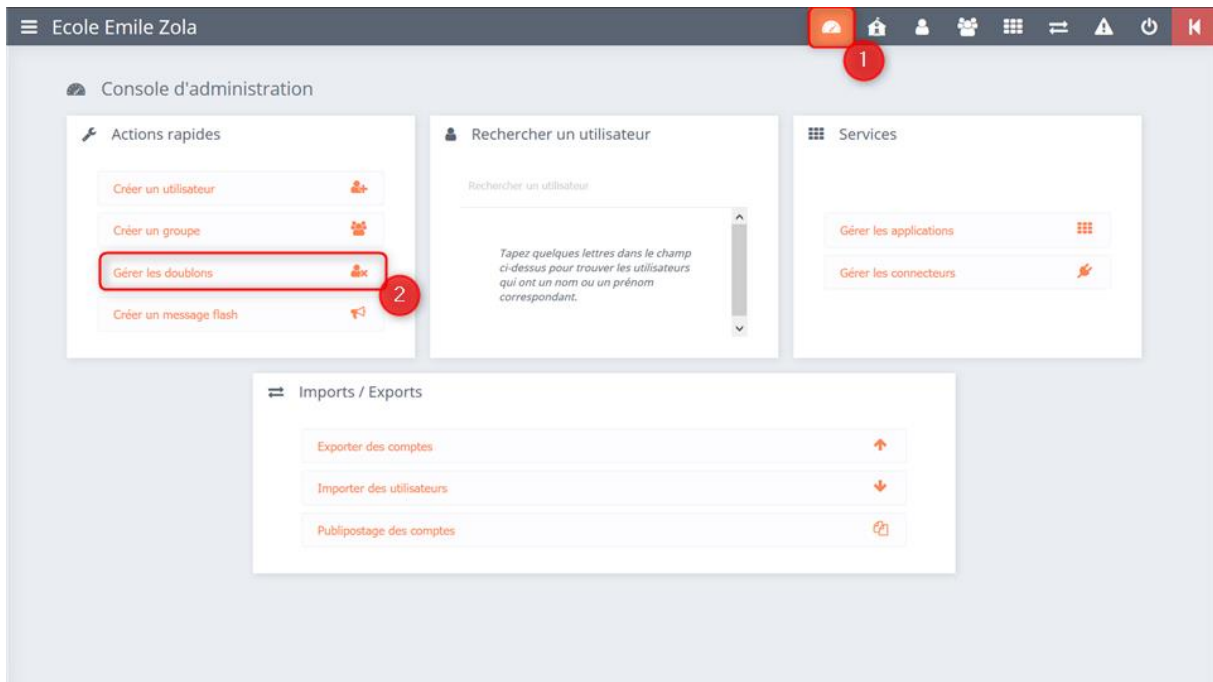 Ecole Emile Zola
1
Console d'administration
Actions rapides
Créer un utilisateur
Créer un groupe
Gérer les doublons
2
Créer un message flash
Rechercher un utilisateur
Rechercher un utilisateur
Tapez quelques lettres dans le champ
ci-dessus pour trouver les utilisateurs
qui ont un nom ou un prénom
correspondant.
Services
Gérer les applications
Gérer les connecteurs
Imports / Exports
Exporter des comptes
Importer des utilisateurs
Publipostage des comptes